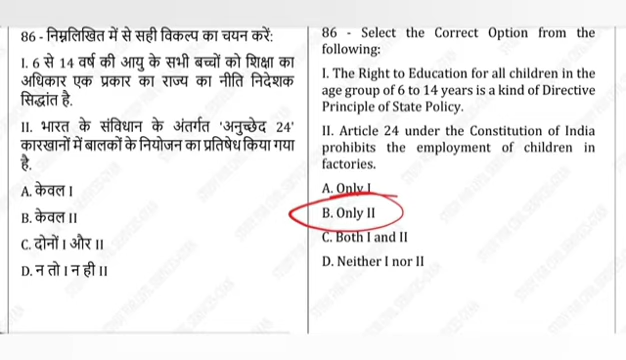 86 - निम्नलिखित में से सही विकल्प का चयन करें:
I. 6 से 14 वर्ष की आयु के सभी बच्चों को शिक्षा का
अधिकार एक प्रकार का राज्य का नीति निदेशक
सिद्धांत है.
II. भारत के संविधान के अंतर्गत 'अनुच्छेद 24'
कारखानों में बालकों के नियोजन का प्रतिषेध किया गया
है.
A. केवल I
B. केवल II
C. दोनों I और II
D. न तो I न ही II
86 - Select the Correct Option from the
following:
I. The Right to Education for all children in the
age group of 6 to 14 years is a kind of Directive
Principle of State Policy.
II. Article 24 under the Constitution of India
prohibits the employment of children in
factories.
A. Only I
B. Only II
C. Both I and II
D. Neither I nor II